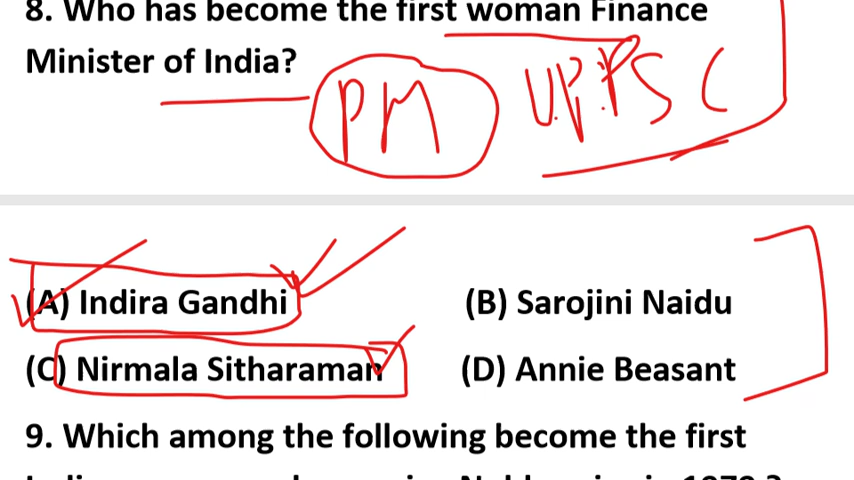 8. Who has become the first woman Finance
Minister of India?
PM U.P.PSC
(A) Indira Gandhi (B) Sarojini Naidu
(C) Nirmala Sitharaman (D) Annie Beasant
9. Which among the following become the first